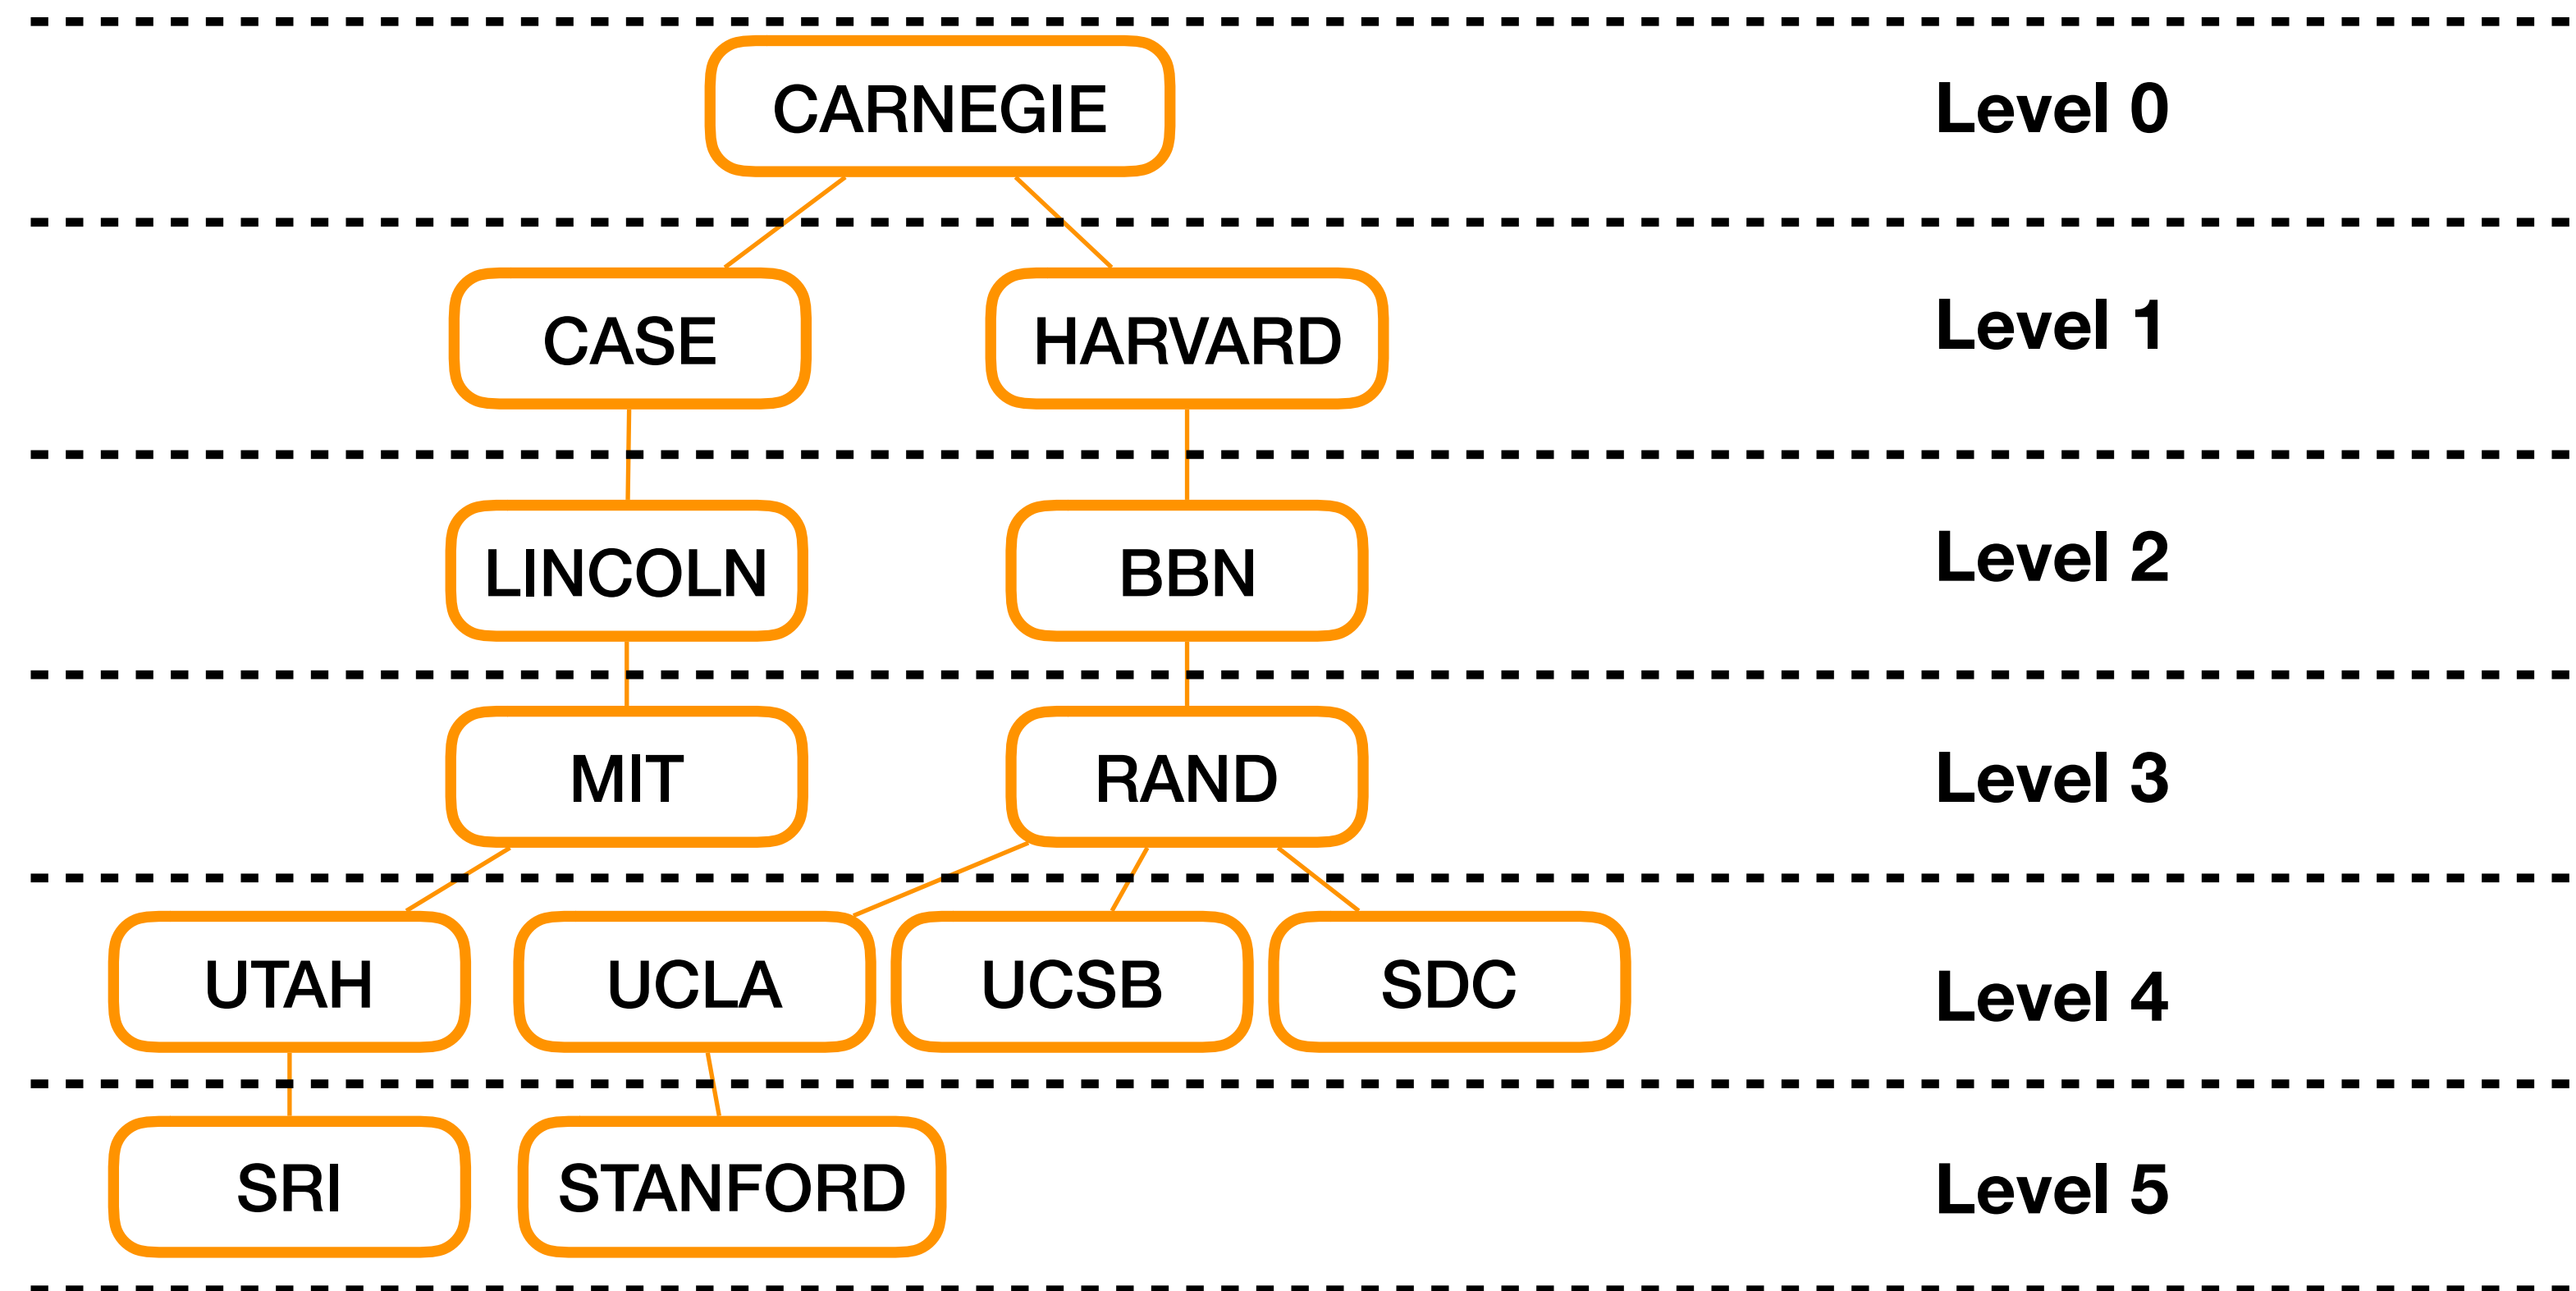 CARNEGIE
Level 0
CASE
HARVARD
Level 1
LINCOLN
BBN
Level 2
MIT
RAND
Level 3
UTAH
UCLA
UCSB
SDC
Level 4
SRI
STANFORD
Level 5